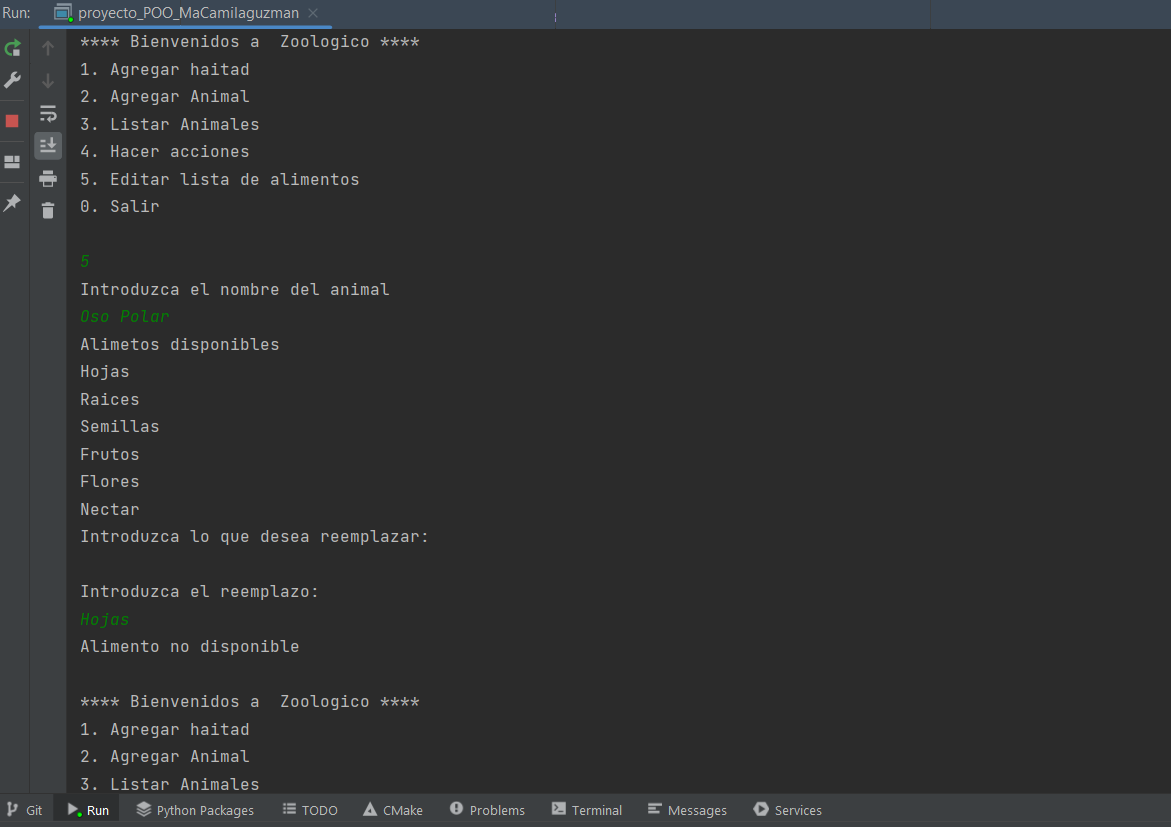 Run: proyecto_POO_MaCamilaguzman
**** Bienvenidos a  Zoologico ****
1. Agregar haitad
2. Agregar Animal
3. Listar Animales
4. Hacer acciones
5. Editar lista de alimentos
0. Salir
5
Introduzca el nombre del animal
Oso Polar
Alimetos disponibles
Hojas
Raices
Semillas
Frutos
Flores
Nectar
Introduzca lo que desea reemplazar:
Introduzca el reemplazo:
Hojas
Alimento no disponible
**** Bienvenidos a  Zoologico ****
1. Agregar haitad
2. Agregar Animal
3. Listar Animales
Git Run Python Packages TODO CMake Problems Terminal Messages Services